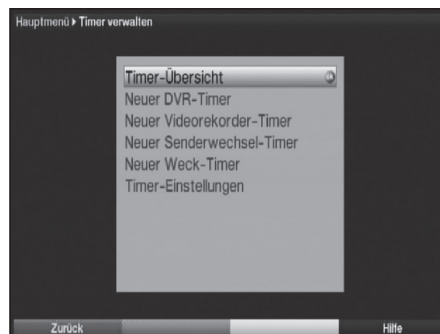 Hauptmenü ▸ Timer verwalten
Timer-Übersicht
Neuer DVR-Timer
Neuer Videorekorder-Timer
Neuer Senderwechsel-Timer
Neuer Weck-Timer
Timer-Einstellungen
Zurück Hilfe